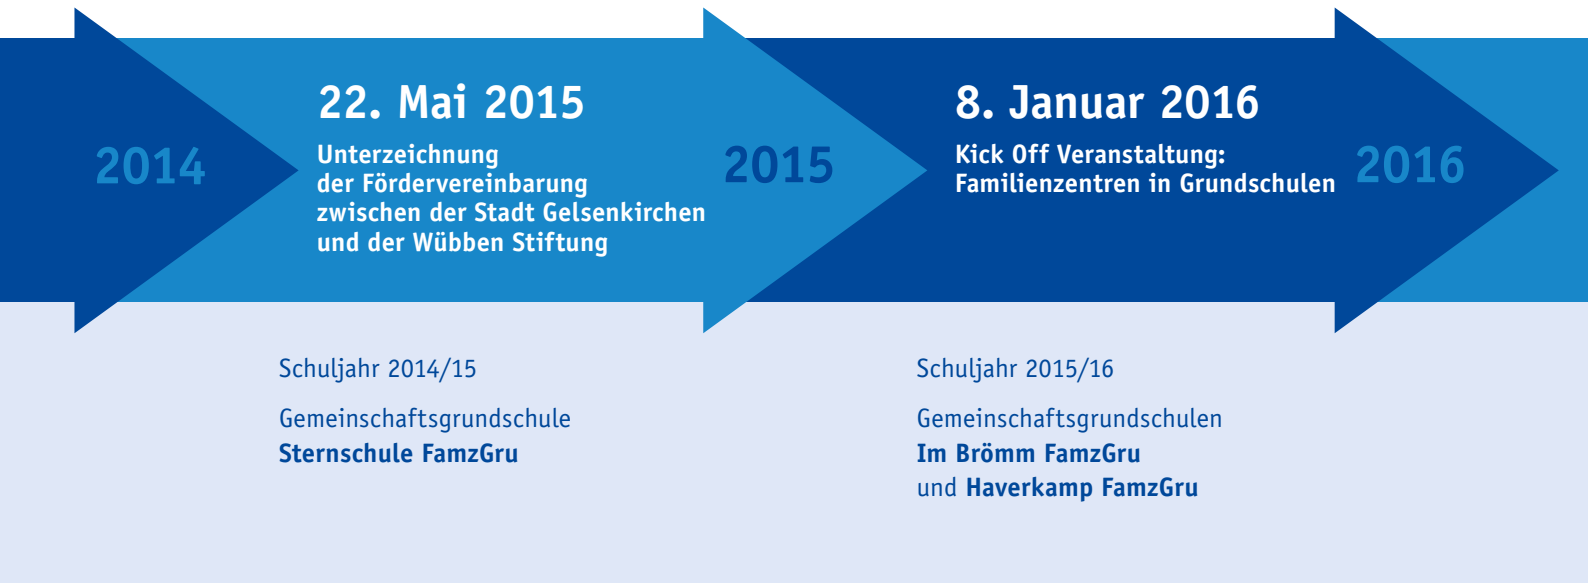 2014
22. Mai 2015
Unterzeichnung
der Fördervereinbarung
zwischen der Stadt Gelsenkirchen
und der Wübben Stiftung
2015
8. Januar 2016
Kick Off Veranstaltung:
Familienzentren in Grundschulen
2016
Schuljahr 2014/15
Gemeinschaftsgrundschule
Sternschule FamzGru
Schuljahr 2015/16
Gemeinschaftsgrundschulen
Im Brömm FamzGru
und Haverkamp FamzGru